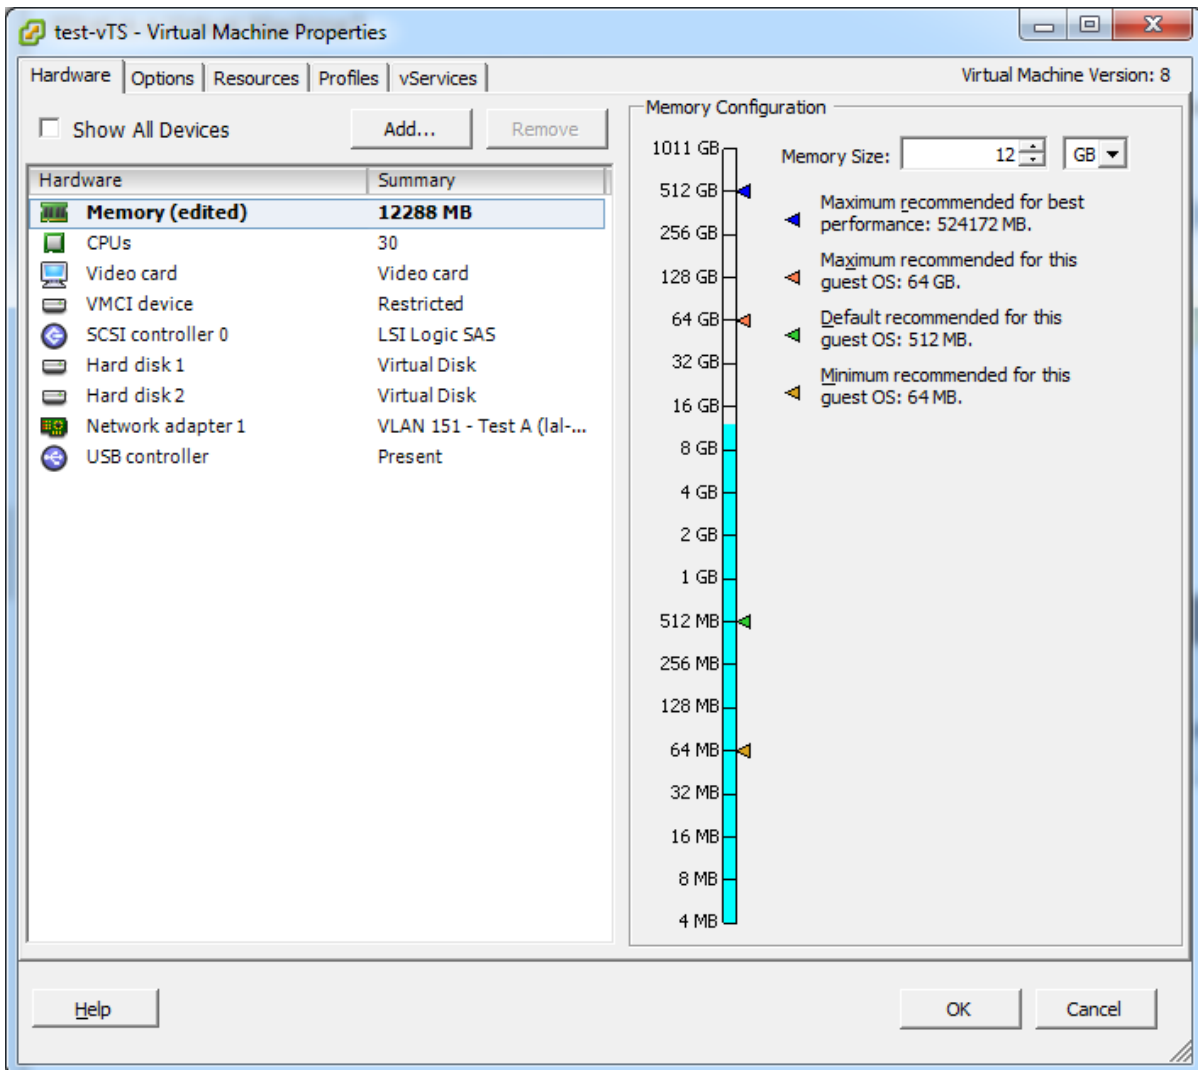 test-vTS - Virtual Machine Properties
Hardware Options Resources Profiles vServices Virtual Machine Version: 8
Show All Devices Add... Remove
Hardware Summary
Memory (edited) 12288 MB
CPUs 30
Video card Video card
VMCI device Restricted
SCSI controller 0 LSI Logic SAS
Hard disk 1 Virtual Disk
Hard disk 2 Virtual Disk
Network adapter 1 VLAN 151 - Test A (lal-...
USB controller Present
Memory Configuration
Memory Size: 12 GB
1011 GB
512 GB
256 GB
128 GB
64 GB
32 GB
16 GB
8 GB
4 GB
2 GB
1 GB
512 MB
256 MB
128 MB
64 MB
32 MB
16 MB
8 MB
4 MB
Maximum recommended for best
performance: 524172 MB.
Maximum recommended for this
guest OS: 64 GB.
Default recommended for this
guest OS: 512 MB.
Minimum recommended for this
guest OS: 64 MB.
Help OK Cancel